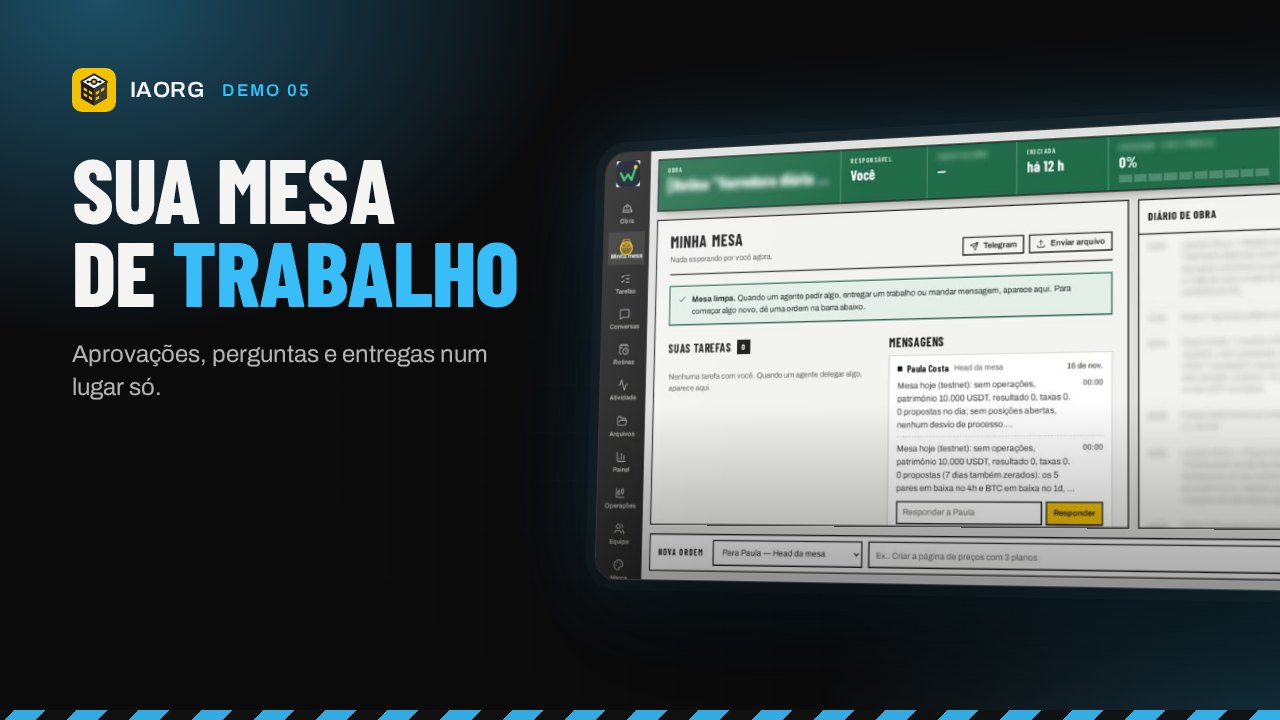 IAORG DEMO 05
SUA MESA
DE TRABALHO
Aprovações, perguntas e entregas num
lugar só.
OBRA
RESPONSÁVEL
Você
—
INICIADA
há 12 h
0%
Obra
Minha mesa
Tarefas
Conversas
Rotinas
Atividade
Arquivos
Painel
Operações
Equipe
Marca
MINHA MESA
Nada esperando por você agora.
Telegram
Enviar arquivo
Mesa limpa. Quando um agente pedir algo, entregar um trabalho ou mandar mensagem, aparece aqui. Para
começar algo novo, dê uma ordem na barra abaixo.
SUAS TAREFAS 0
Nenhuma tarefa com você. Quando um agente delegar algo,
aparece aqui.
MENSAGENS
Paula Costa Head da mesa 16 de nov.
Mesa hoje (testnet): sem operações, 00:00
patrimônio 10.000 USDT, resultado 0, taxas 0.
0 propostas no dia; sem posições abertas,
nenhum desvio de processo....
Mesa hoje (testnet): sem operações, 00:00
patrimônio 10.000 USDT, resultado 0, taxas 0.
0 propostas (7 dias também zerados): os 5
pares em baixa no 4h e BTC em baixa no 1d, ...
Responder a Paula
Responder
DIÁRIO DE OBRA
NOVA ORDEM
Para Paula — Head da mesa
Ex.: Criar a página de preços com 3 planos